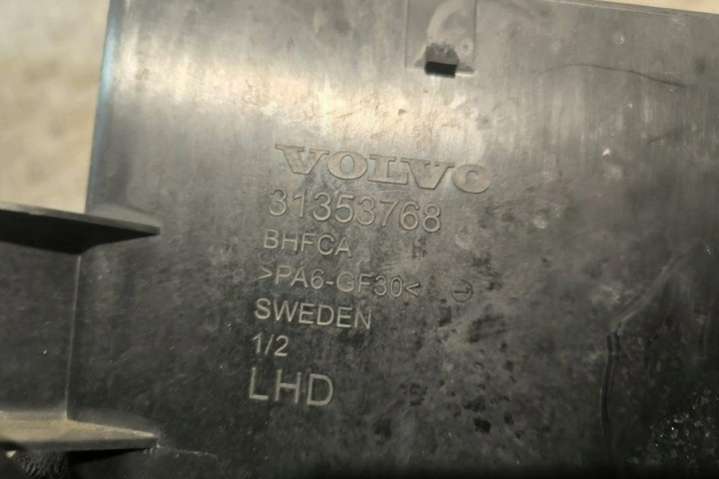 VOLVO
31353768
BHFCA
>PA6-GF30<
SWEDEN
1/2
LHD